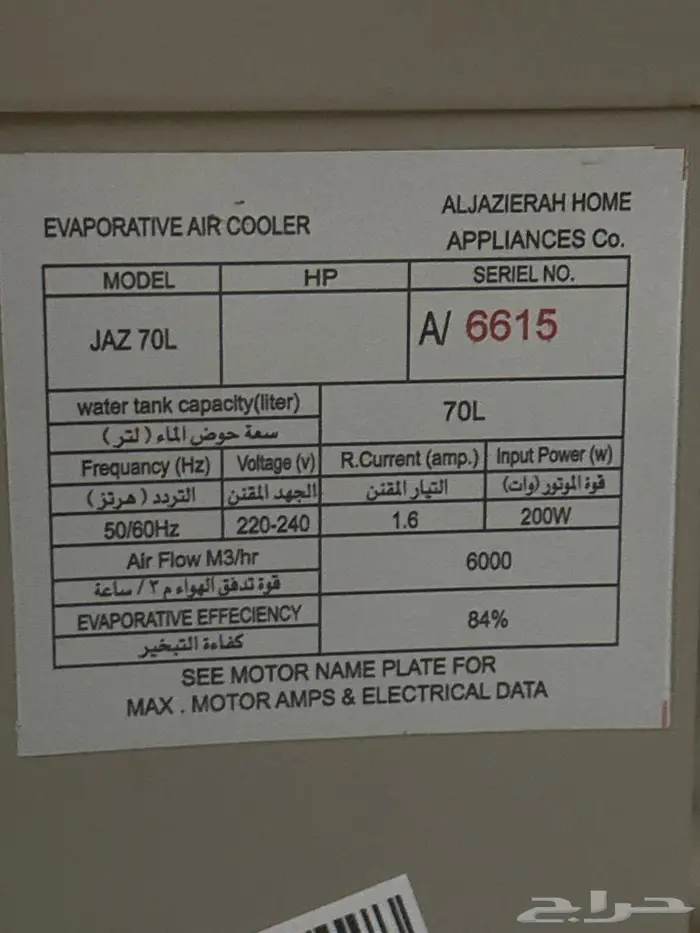 EVAPORATIVE AIR COOLER
ALJAZIERAH HOME
APPLIANCES Co.
MODEL HP SERIEL NO.
JAZ 70L A/ 6615
water tank capacity(liter) 70L
سعة حوض الماء ( لتر )
Frequancy (Hz) Voltage (v) R.Current (amp.) Input Power (w)
التردد ( هرتز ) الجهد المقنن التيار المقنن قوة الموتور (وات)
50/60Hz 220-240 1.6 200W
Air Flow M3/hr 6000
قوة تدفق الهواء م ٣ / ساعة
EVAPORATIVE EFFECIENCY 84%
كفاءة التبخير
SEE MOTOR NAME PLATE FOR
MAX . MOTOR AMPS & ELECTRICAL DATA
حراج